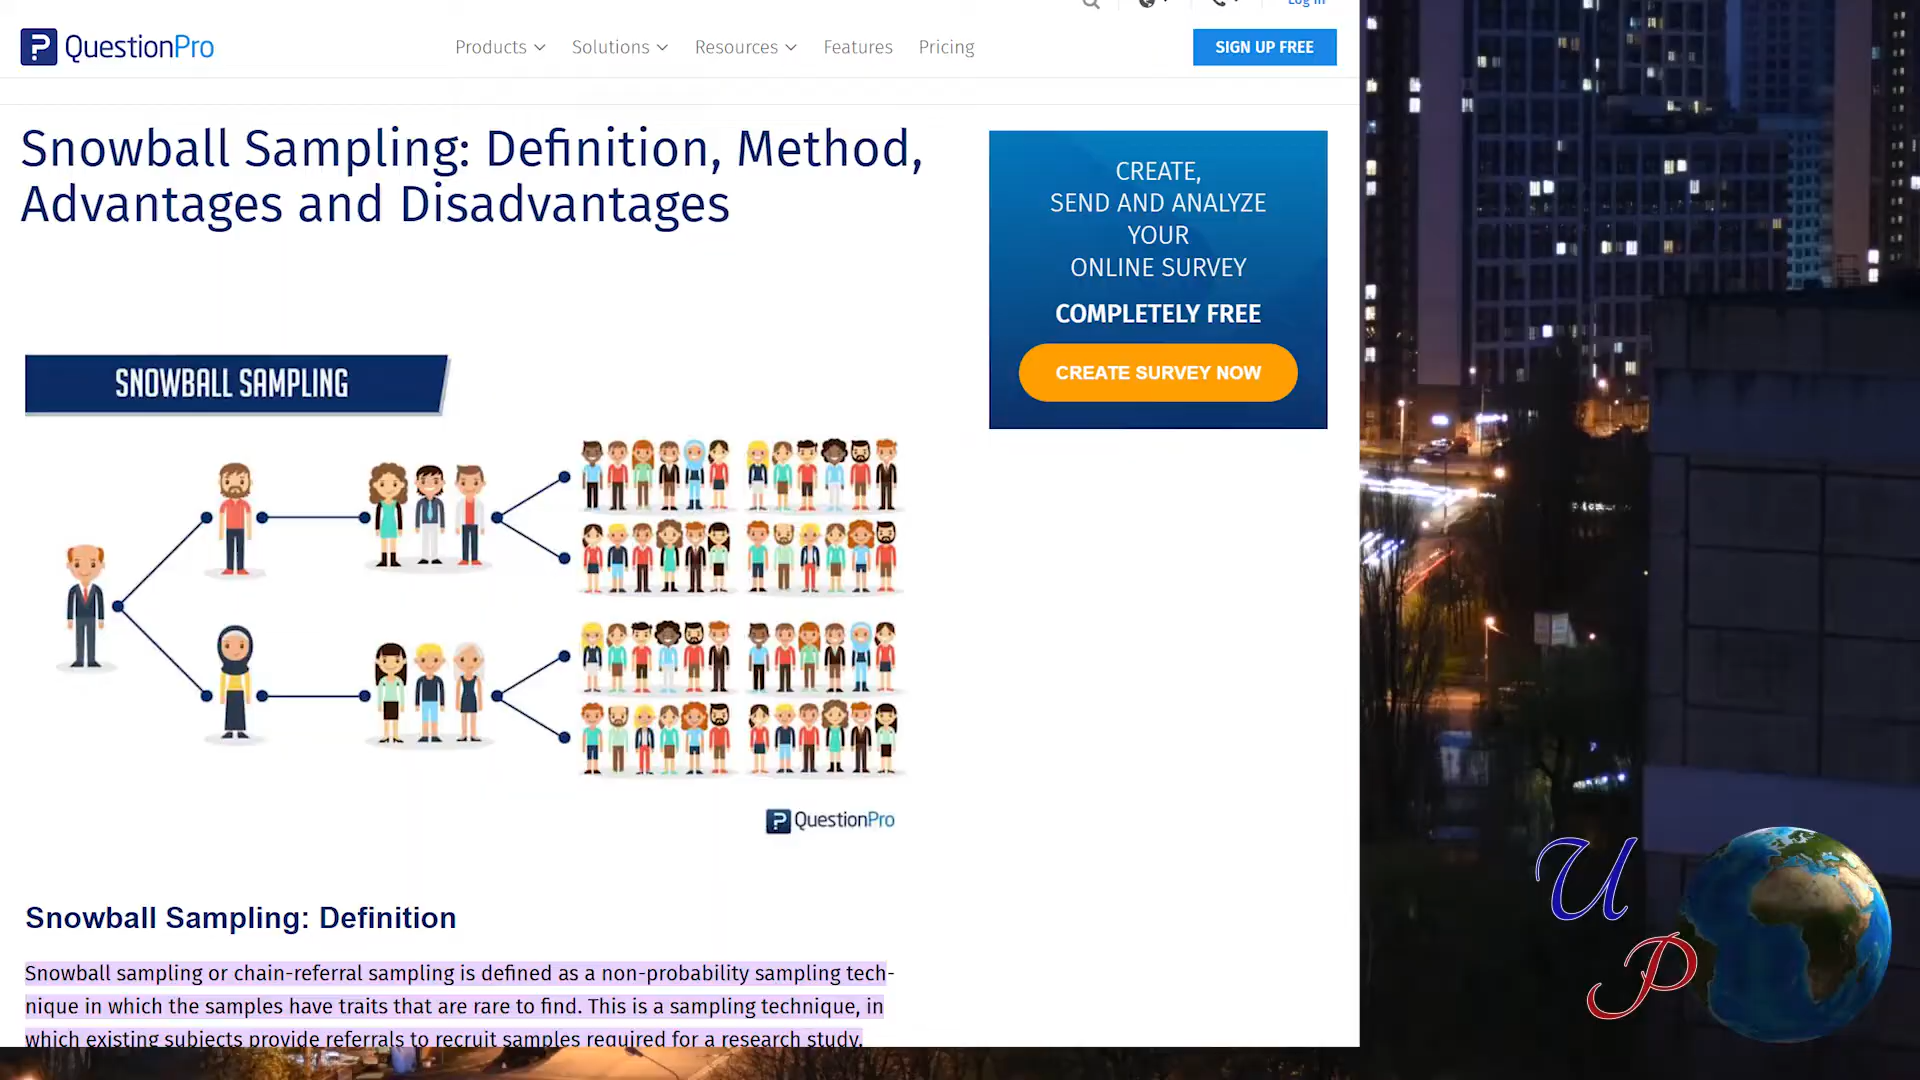 Log In
QuestionPro
Products
Solutions
Resources
Features
Pricing
SIGN UP FREE
Snowball Sampling: Definition, Method,
Advantages and Disadvantages
CREATE,
SEND AND ANALYZE
YOUR
ONLINE SURVEY
COMPLETELY FREE
CREATE SURVEY NOW
SNOWBALL SAMPLING
QuestionPro
Snowball Sampling: Definition
Snowball sampling or chain-referral sampling is defined as a non-probability sampling tech-
nique in which the samples have traits that are rare to find. This is a sampling technique, in
which existing subjects provide referrals to recruit samples required for a research study.
U
P